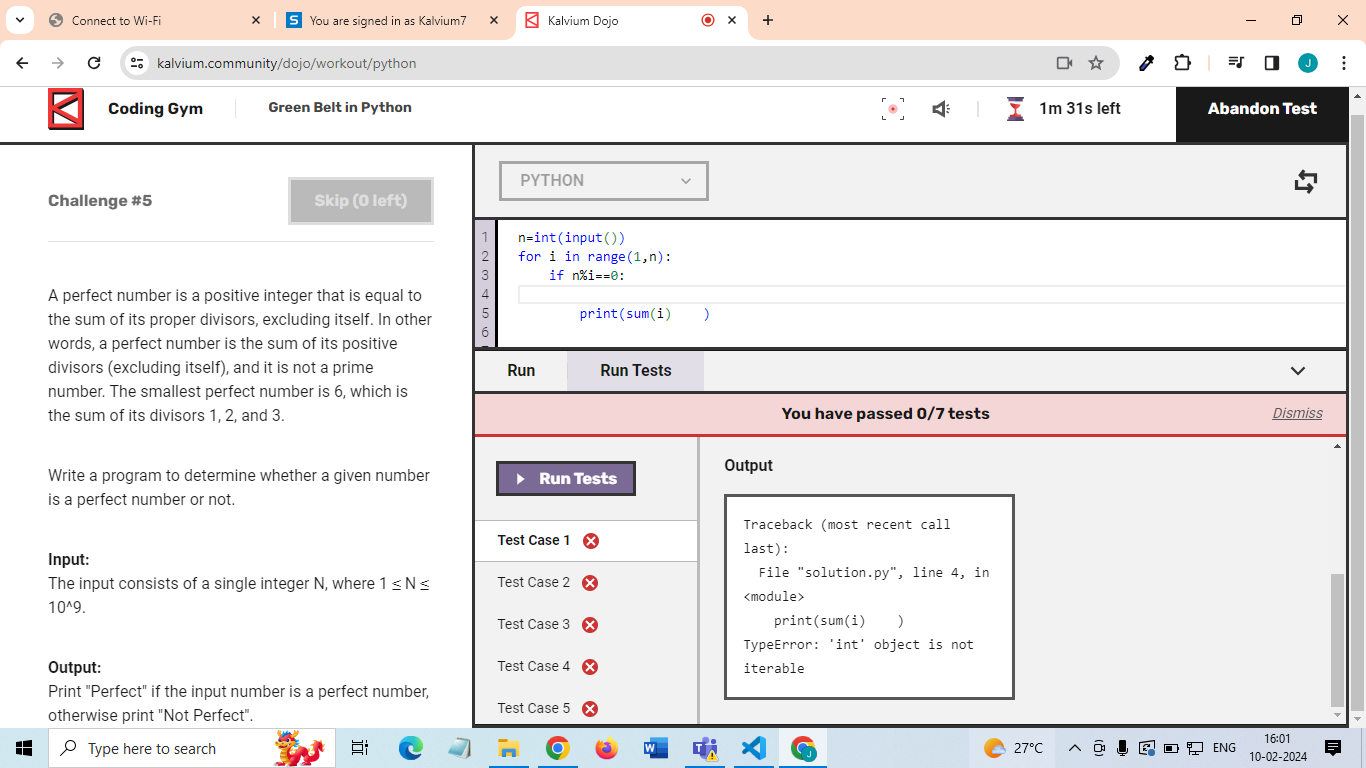 Connect to Wi-Fi
You are signed in as Kalvium7
Kalvium Dojo
kalvium.community/dojo/workout/python
J
Coding Gym
Green Belt in Python
1m 31s left
Abandon Test
Challenge #5
Skip (0 left)
A perfect number is a positive integer that is equal to
the sum of its proper divisors, excluding itself. In other
words, a perfect number is the sum of its positive
divisors (excluding itself), and it is not a prime
number. The smallest perfect number is 6, which is
the sum of its divisors 1, 2, and 3.
Write a program to determine whether a given number
is a perfect number or not.
Input:
The input consists of a single integer N, where 1 ≤ N ≤
10^9.
Output:
Print "Perfect" if the input number is a perfect number,
otherwise print "Not Perfect".
PYTHON
1 n=int(input())
2 for i in range(1,n):
3 if n%i==0:
4
5 print(sum(i)    )
6
Run
Run Tests
You have passed 0/7 tests
Dismiss
Run Tests
Test Case 1
Test Case 2
Test Case 3
Test Case 4
Test Case 5
Output
Traceback (most recent call
last):
File "solution.py", line 4, in
<module>
print(sum(i)    )
TypeError: 'int' object is not
iterable
Type here to search
27°C
ENG
16:01
10-02-2024